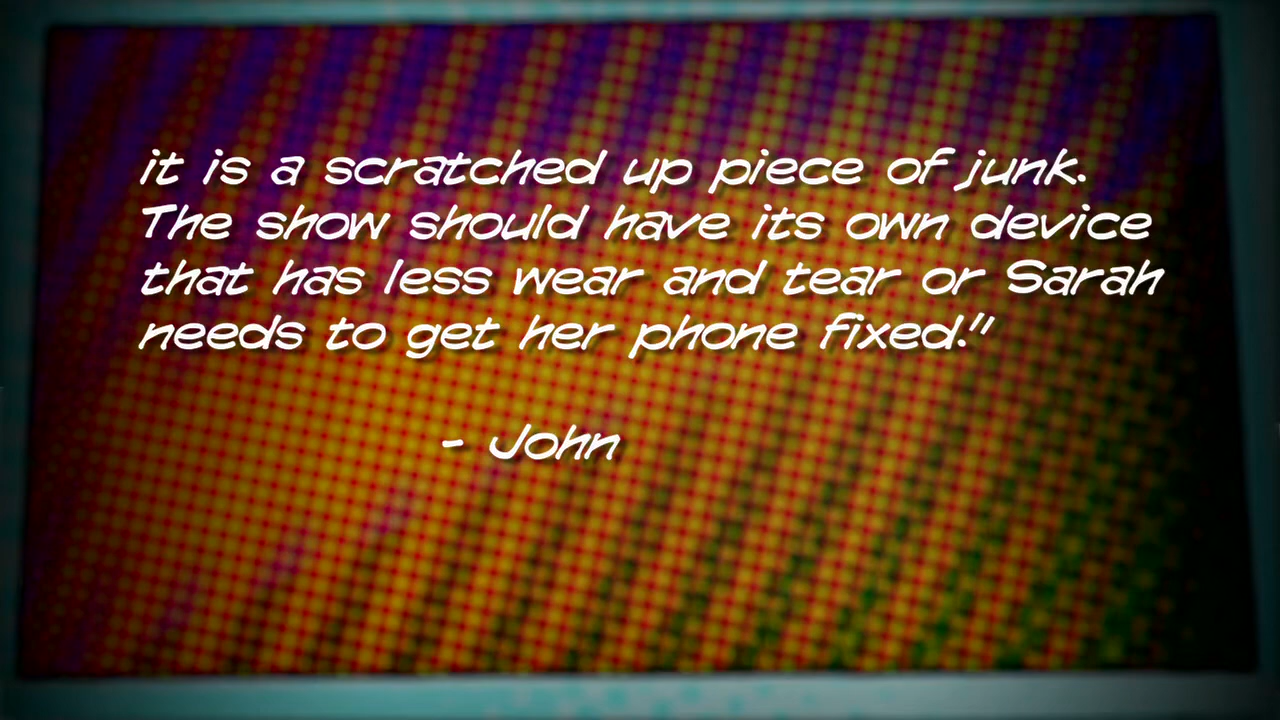 it is a scratched up piece of junk.
The show should have its own device
that has less wear and tear or Sarah
needs to get her phone fixed."
- John